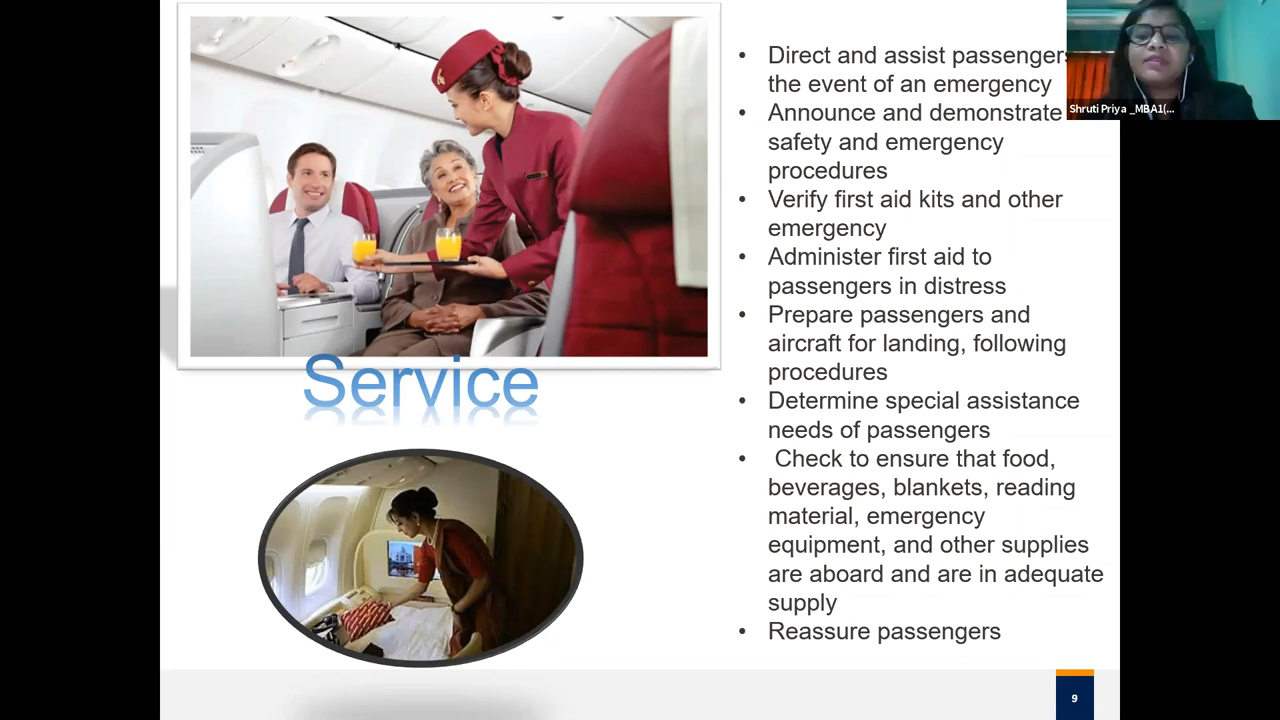 Service
• Direct and assist passengers
the event of an emergency
• Announce and demonstrate
safety and emergency
procedures
• Verify first aid kits and other
emergency
• Administer first aid to
passengers in distress
• Prepare passengers and
aircraft for landing, following
procedures
• Determine special assistance
needs of passengers
• Check to ensure that food,
beverages, blankets, reading
material, emergency
equipment, and other supplies
are aboard and are in adequate
supply
• Reassure passengers
Shruti Priya _MBA1(...
9